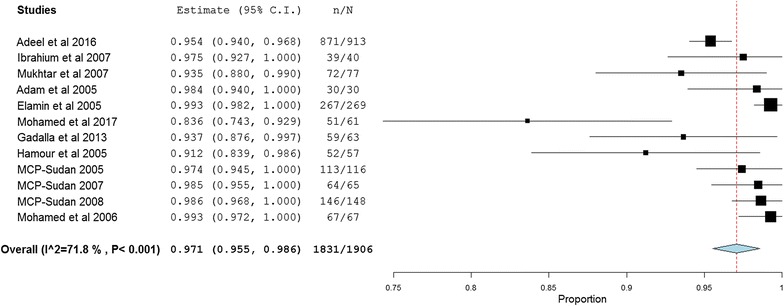 Studies Estimate (95% C.I.) n/N
Adeel et al 2016 0.954 (0.940, 0.968) 871/913
Ibrahium et al 2007 0.975 (0.927, 1.000) 39/40
Mukhtar et al 2007 0.935 (0.880, 0.990) 72/77
Adam et al 2005 0.984 (0.940, 1.000) 30/30
Elamin et al 2005 0.993 (0.982, 1.000) 267/269
Mohamed et al 2017 0.836 (0.743, 0.929) 51/61
Gadalla et al 2013 0.937 (0.876, 0.997) 59/63
Hamour et al 2005 0.912 (0.839, 0.986) 52/57
MCP-Sudan 2005 0.974 (0.945, 1.000) 113/116
MCP-Sudan 2007 0.985 (0.955, 1.000) 64/65
MCP-Sudan 2008 0.986 (0.968, 1.000) 146/148
Mohamed et al 2006 0.993 (0.972, 1.000) 67/67
Overall (I^2=71.8 % , P< 0.001) 0.971 (0.955, 0.986) 1831/1906
0.75 0.8 0.85 0.9 0.95 1
Proportion